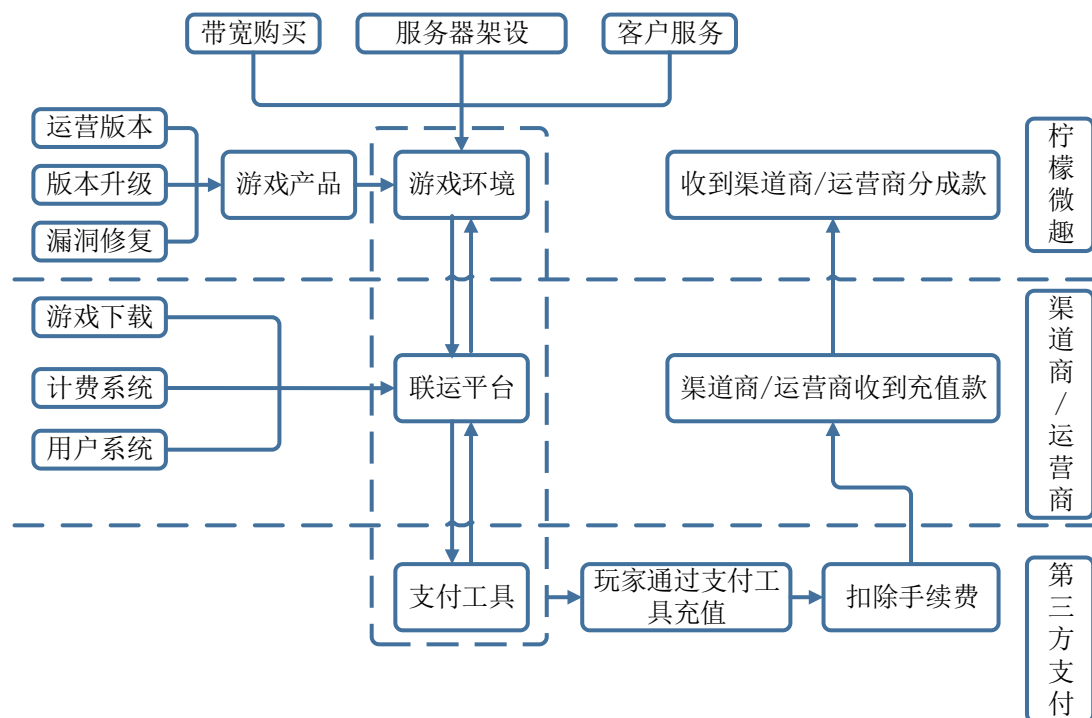 带宽购买
服务器架设
客户服务
运营版本
版本升级
漏洞修复
游戏产品
游戏环境
收到渠道商/运营商分成款
柠檬微趣
游戏下载
计费系统
用户系统
联运平台
渠道商/运营商收到充值款
渠道商/运营商
支付工具
玩家通过支付工
具充值
扣除手续费
第三方支付